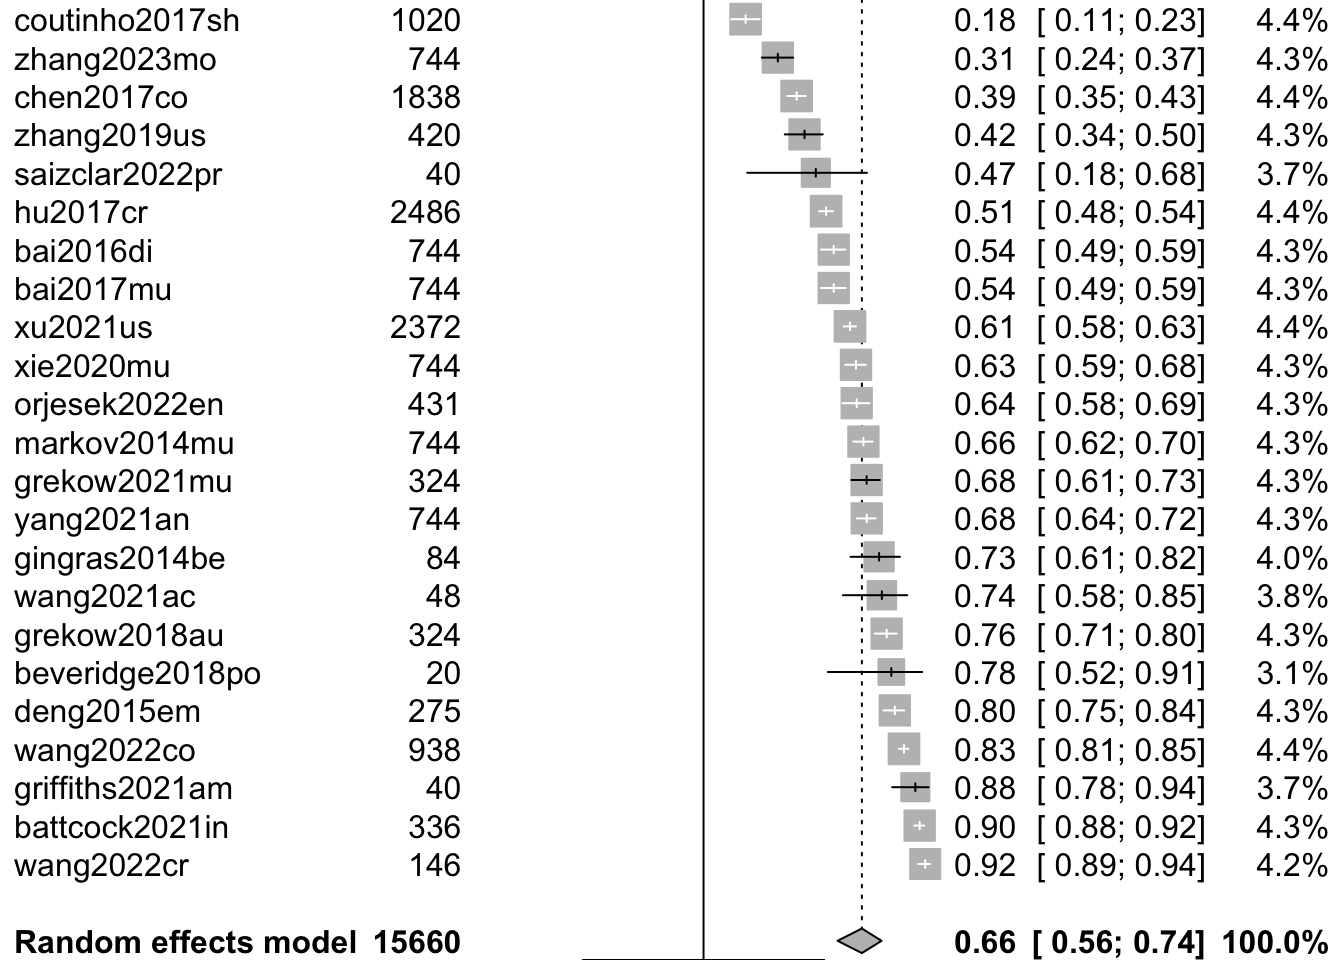 coutinho2017sh 1020 0.18 [ 0.11; 0.23] 4.4%
zhang2023mo 744 0.31 [ 0.24; 0.37] 4.3%
chen2017co 1838 0.39 [ 0.35; 0.43] 4.4%
zhang2019us 420 0.42 [ 0.34; 0.50] 4.3%
saizclar2022pr 40 0.47 [ 0.18; 0.68] 3.7%
hu2017cr 2486 0.51 [ 0.48; 0.54] 4.4%
bai2016di 744 0.54 [ 0.49; 0.59] 4.3%
bai2017mu 744 0.54 [ 0.49; 0.59] 4.3%
xu2021us 2372 0.61 [ 0.58; 0.63] 4.4%
xie2020mu 744 0.63 [ 0.59; 0.68] 4.3%
orjesek2022en 431 0.64 [ 0.58; 0.69] 4.3%
markov2014mu 744 0.66 [ 0.62; 0.70] 4.3%
grekow2021mu 324 0.68 [ 0.61; 0.73] 4.3%
yang2021an 744 0.68 [ 0.64; 0.72] 4.3%
gingras2014be 84 0.73 [ 0.61; 0.82] 4.0%
wang2021ac 48 0.74 [ 0.58; 0.85] 3.8%
grekow2018au 324 0.76 [ 0.71; 0.80] 4.3%
beveridge2018po 20 0.78 [ 0.52; 0.91] 3.1%
deng2015em 275 0.80 [ 0.75; 0.84] 4.3%
wang2022co 938 0.83 [ 0.81; 0.85] 4.4%
griffiths2021am 40 0.88 [ 0.78; 0.94] 3.7%
battcock2021in 336 0.90 [ 0.88; 0.92] 4.3%
wang2022cr 146 0.92 [ 0.89; 0.94] 4.2%
Random effects model 15660 0.66 [ 0.56; 0.74] 100.0%